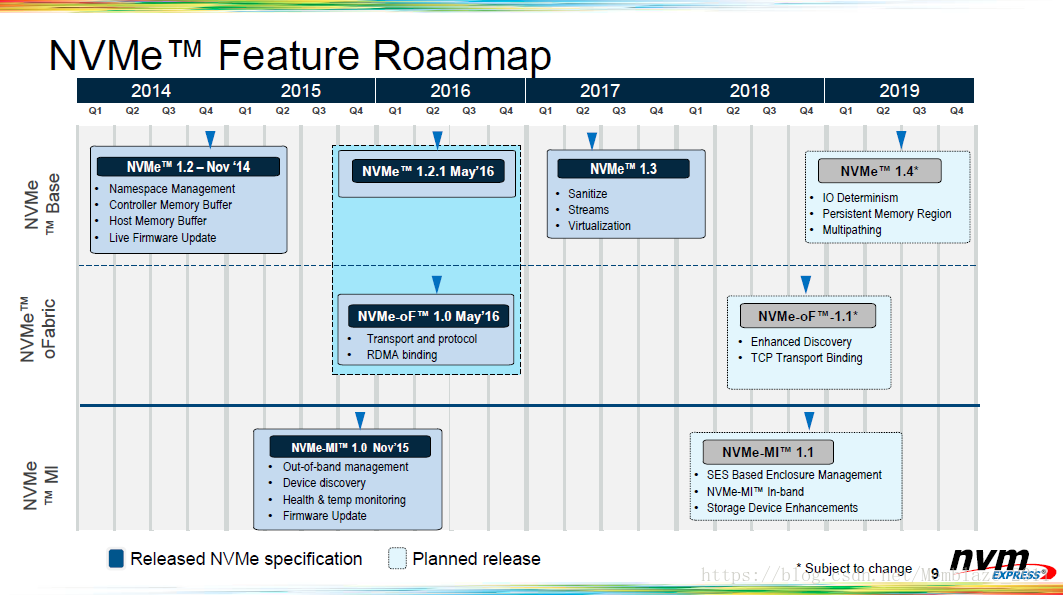 NVMe™ Feature Roadmap
2014 2015 2016 2017 2018 2019
Q1 Q2 Q3 Q4 Q1 Q2 Q3 Q4 Q1 Q2 Q3 Q4 Q1 Q2 Q3 Q4 Q1 Q2 Q3 Q4 Q1 Q2 Q3 Q4
NVMe
™ Base
NVMe™ 1.2 – Nov ‘14
• Namespace Management
• Controller Memory Buffer
• Host Memory Buffer
• Live Firmware Update
NVMe™ 1.2.1 May’16
NVMe™ 1.3
• Sanitize
• Streams
• Virtualization
NVMe™ 1.4*
• IO Determinism
• Persistent Memory Region
• Multipathing
NVMe™
oFabric
NVMe-oF™ 1.0 May’16
• Transport and protocol
• RDMA binding
NVMe-oF™-1.1*
• Enhanced Discovery
• TCP Transport Binding
NVMe
™ MI
NVMe-MI™ 1.0 Nov’15
• Out-of-band management
• Device discovery
• Health & temp monitoring
• Firmware Update
NVMe-MI™ 1.1
• SES Based Enclosure Management
• NVMe-MI™ In-band
• Storage Device Enhancements
Released NVMe specification
Planned release
* Subject to change
9
nvm
EXPRESS®